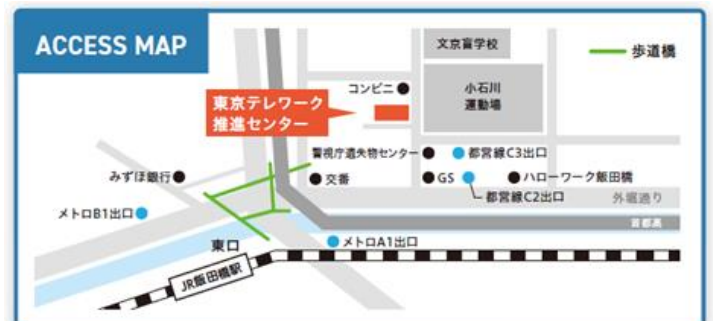 ACCESS MAP
歩道橋
文京盲学校
コンビニ
小石川
運動場
東京テレワーク
推進センター
警視庁遺失物センター
都営線C3出口
みずほ銀行
交番
GS
ハローワーク飯田橋
都営線C2出口
外堀通り
メトロB1出口
首都高
東口
メトロA1出口
JR飯田橋駅